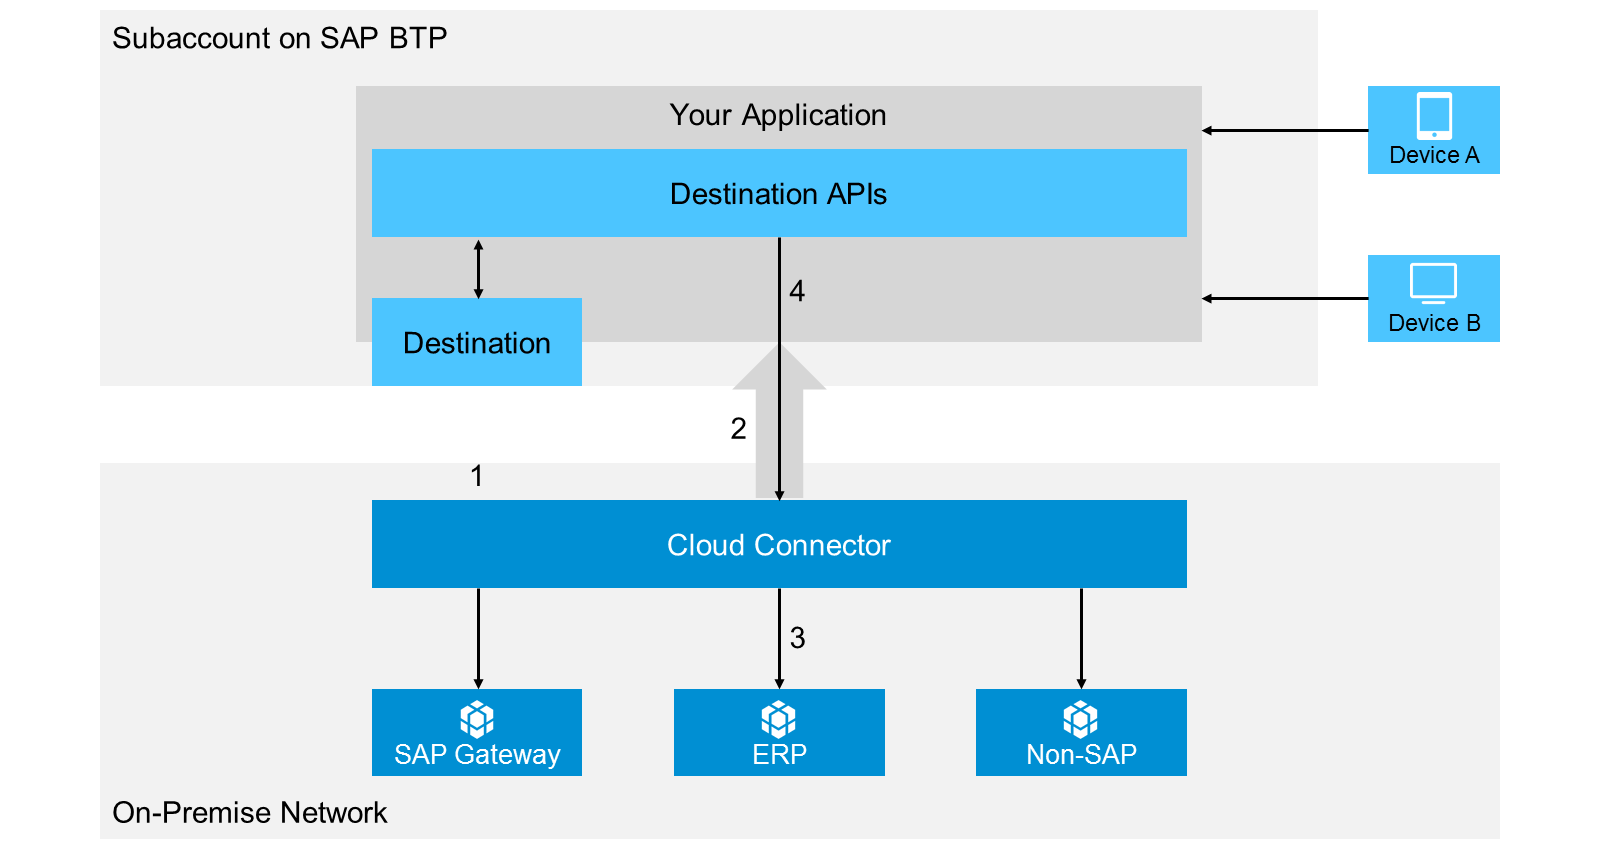 Subaccount on SAP BTP
Your Application
Destination APIs
Device A
4
Device B
Destination
2
1
Cloud Connector
3
SAP Gateway
ERP
Non-SAP
On-Premise Network